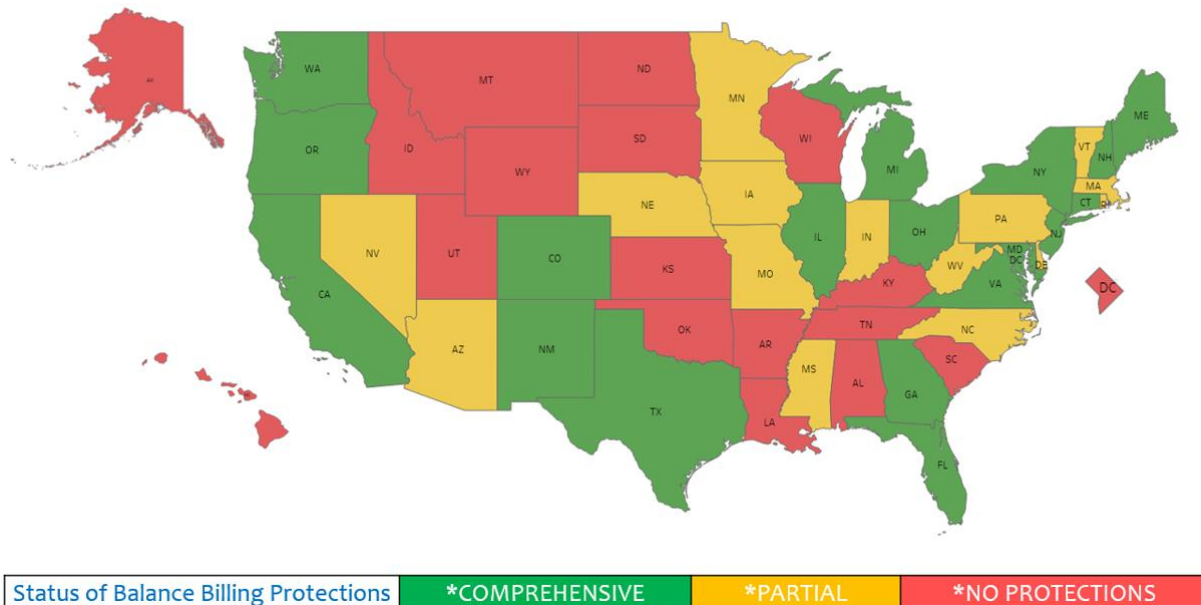 AK
WA
MT
ND
MN
ME
OR
ID
SD
WI
MI
VT
NH
NY
WY
MA
CT
NE
IA
PA
NJ
NV
UT
CO
IL
IN
OH
MD
DC
WV
DE
VA
CA
KS
MO
KY
DC
AZ
NM
OK
AR
TN
NC
SC
TX
LA
MS
AL
GA
FL
Status of Balance Billing Protections *COMPREHENSIVE *PARTIAL *NO PROTECTIONS